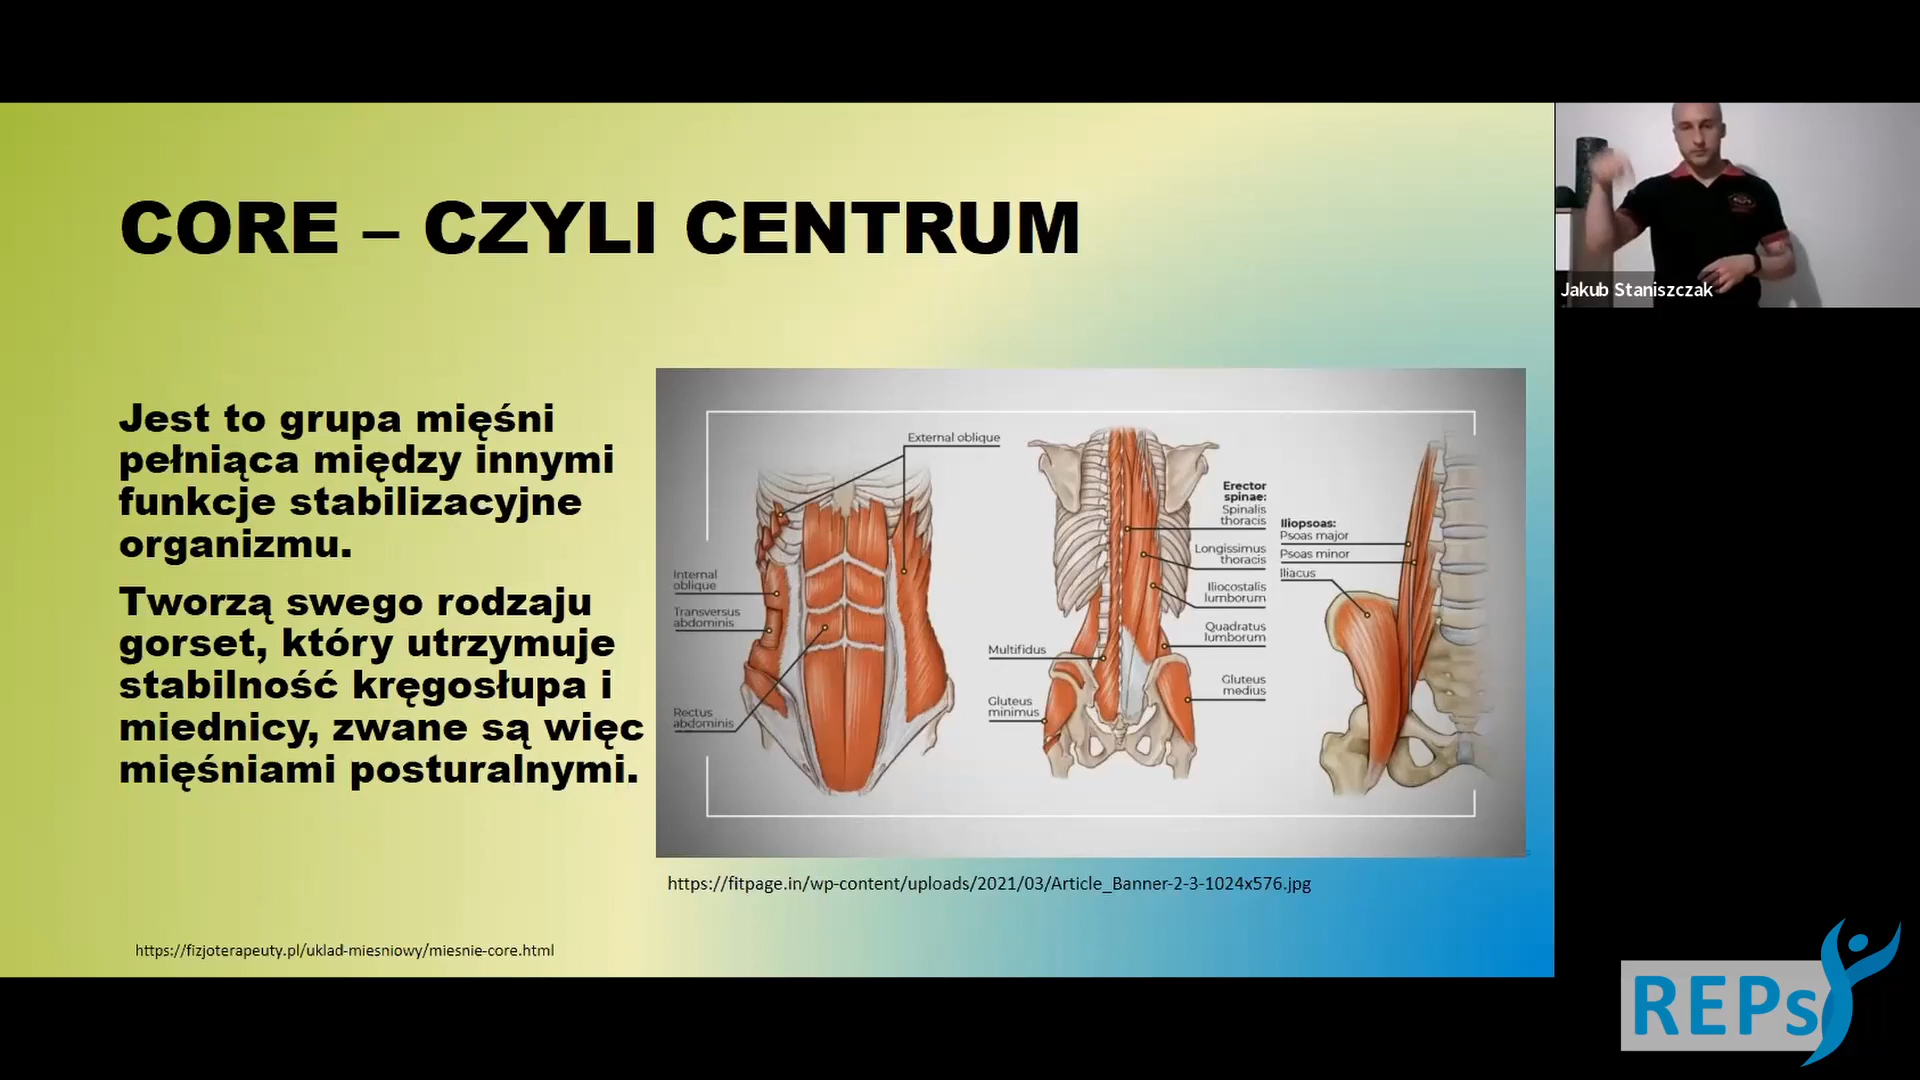 CORE – CZYLI CENTRUM
Jest to grupa mięśni
pełniąca między innymi
funkcje stabilizacyjne
organizmu.
Tworzą swego rodzaju
gorset, który utrzymuje
stabilność kręgosłupa i
miednicy, zwane są więc
mięśniami posturalnymi.
External oblique
Internal
oblique
Transversus
abdominis
Rectus
abdominis
Erector
spinae:
Spinalis
thoracis
Longissimus
thoracis
Iliocostalis
lumborum
Quadratus
lumborum
Multifidus
Gluteus
medius
Gluteus
minimus
Iliopsoas:
Psoas major
Psoas minor
Iliacus
https://fitpage.in/wp-content/uploads/2021/03/Article_Banner-2-3-1024x576.jpg
https://fizjoterapeuty.pl/uklad-miesniowy/miesnie-core.html
Jakub Staniszczak
REPs